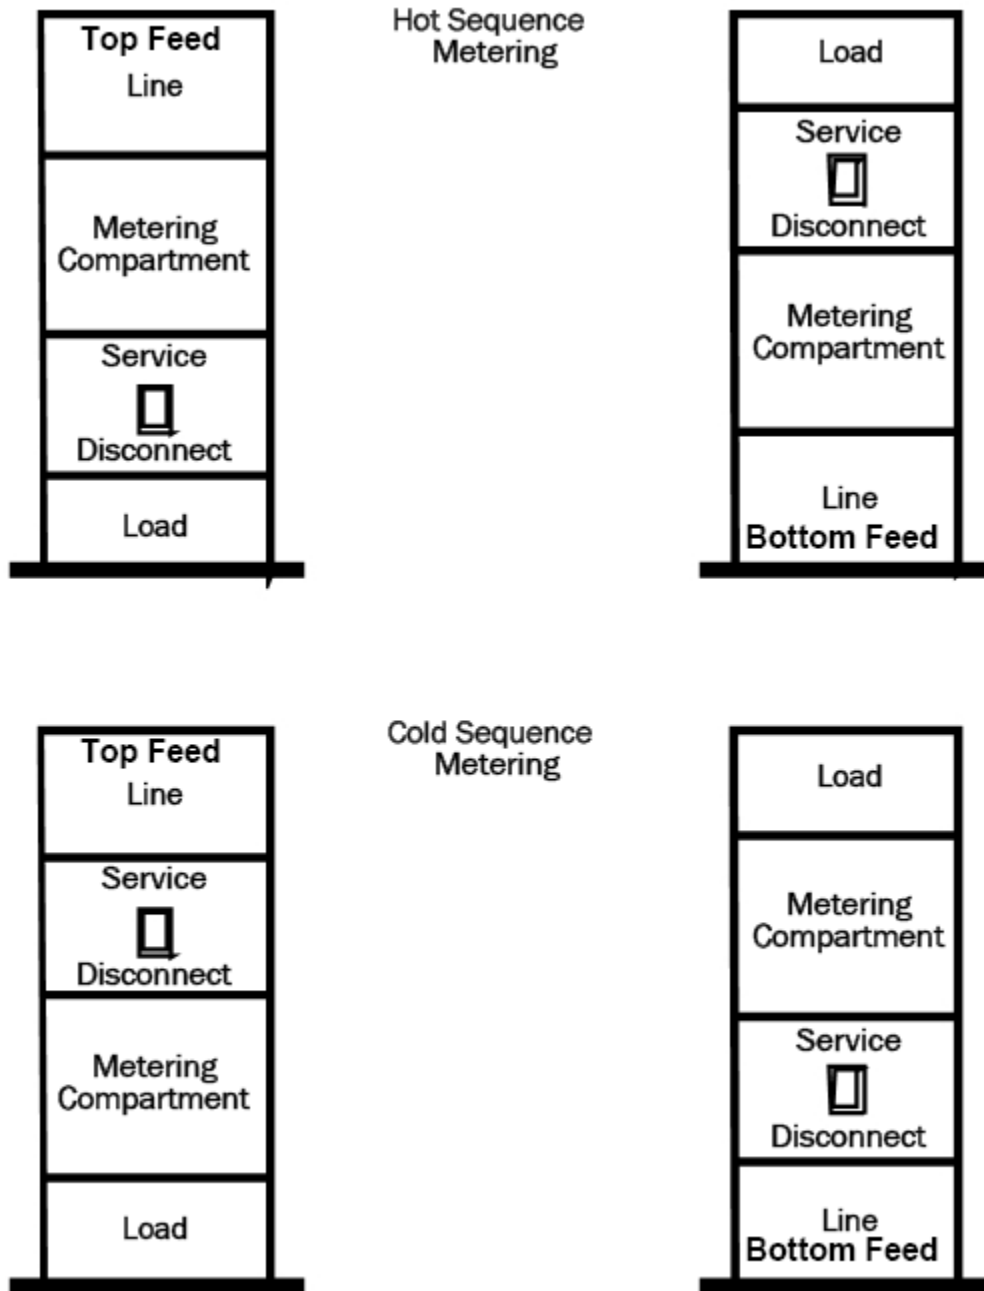 Hot Sequence
Metering
Top Feed
Line
Metering
Compartment
Service
Disconnect
Load
Load
Service
Disconnect
Metering
Compartment
Line
Bottom Feed
Cold Sequence
Metering
Top Feed
Line
Service
Disconnect
Metering
Compartment
Load
Load
Metering
Compartment
Service
Disconnect
Line
Bottom Feed